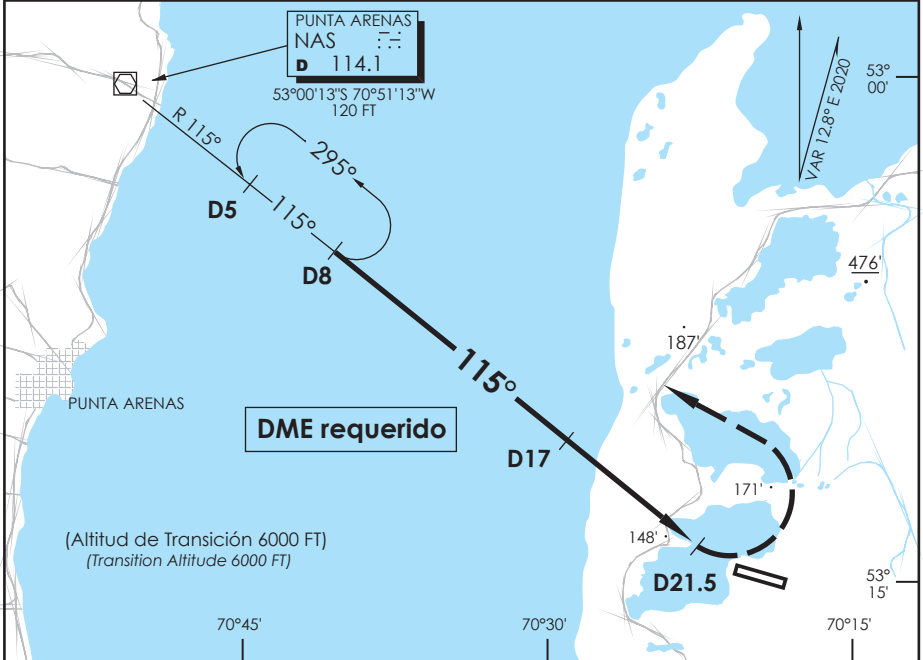 PUNTA ARENAS
NAS
D 114.1
53°00'13"S 70°51'13"W
120 FT
53°
00'
VAR 12.8° E 2020
R 115°
295°
D5
115°
D8
476'
187'
115°
PUNTA ARENAS
DME requerido
D17
171'
148'
(Altitud de Transición 6000 FT)
(Transition Altitude 6000 FT)
D21.5
53°
15'
70°45'
70°30'
70°15'